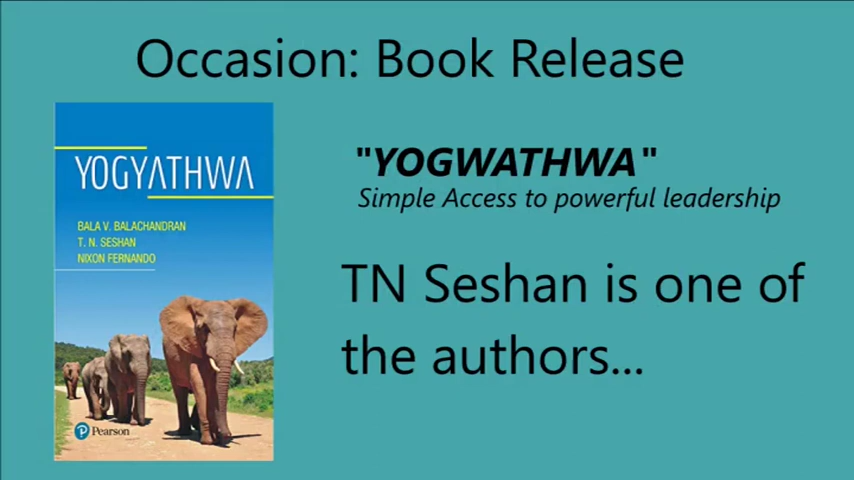 Occasion: Book Release
YOGYATHWA
BALA V. BALACHANDRAN
T. N. SESHAN
NIXON FERNANDO
Pearson
"YOGWATHWA"
Simple Access to powerful leadership
TN Seshan is one of
the authors...